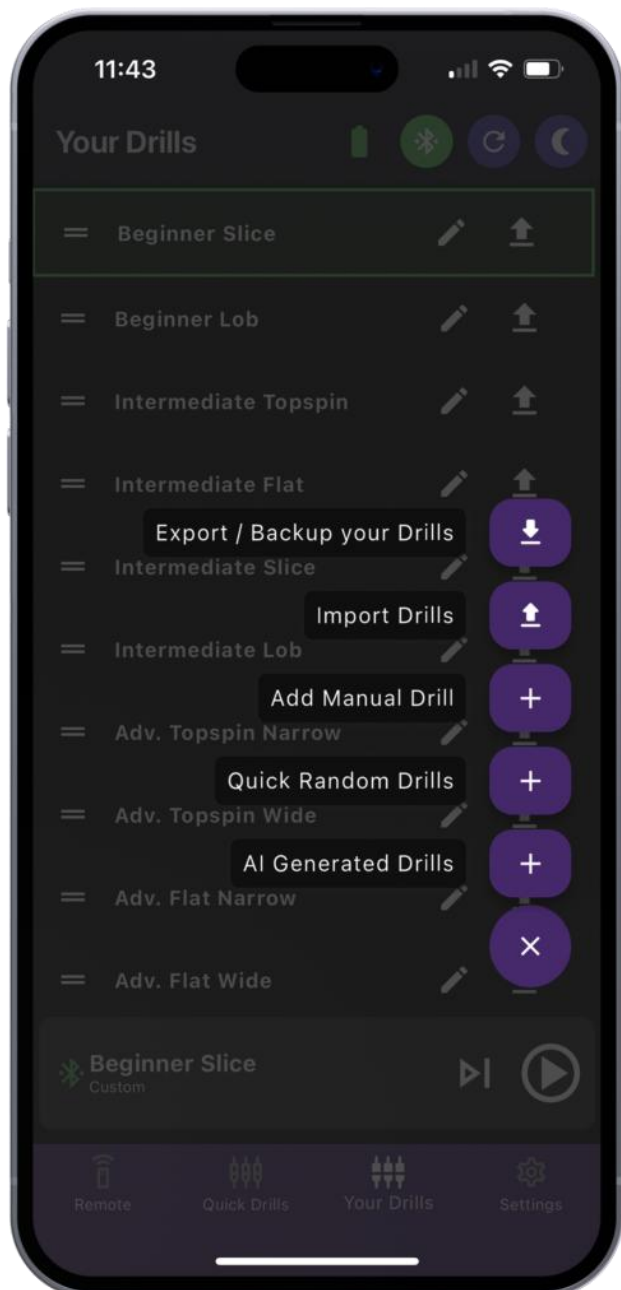 11:43
Your Drills
Beginner Slice
Beginner Lob
Intermediate Topspin
Intermediate Flat
Export / Backup your Drills
Intermediate Slice
Import Drills
Intermediate Lob
Add Manual Drill
Adv. Topspin Narrow
Quick Random Drills
Adv. Topspin Wide
AI Generated Drills
Adv. Flat Narrow
Adv. Flat Wide
Beginner Slice
Custom
Remote Quick Drills Your Drills Settings